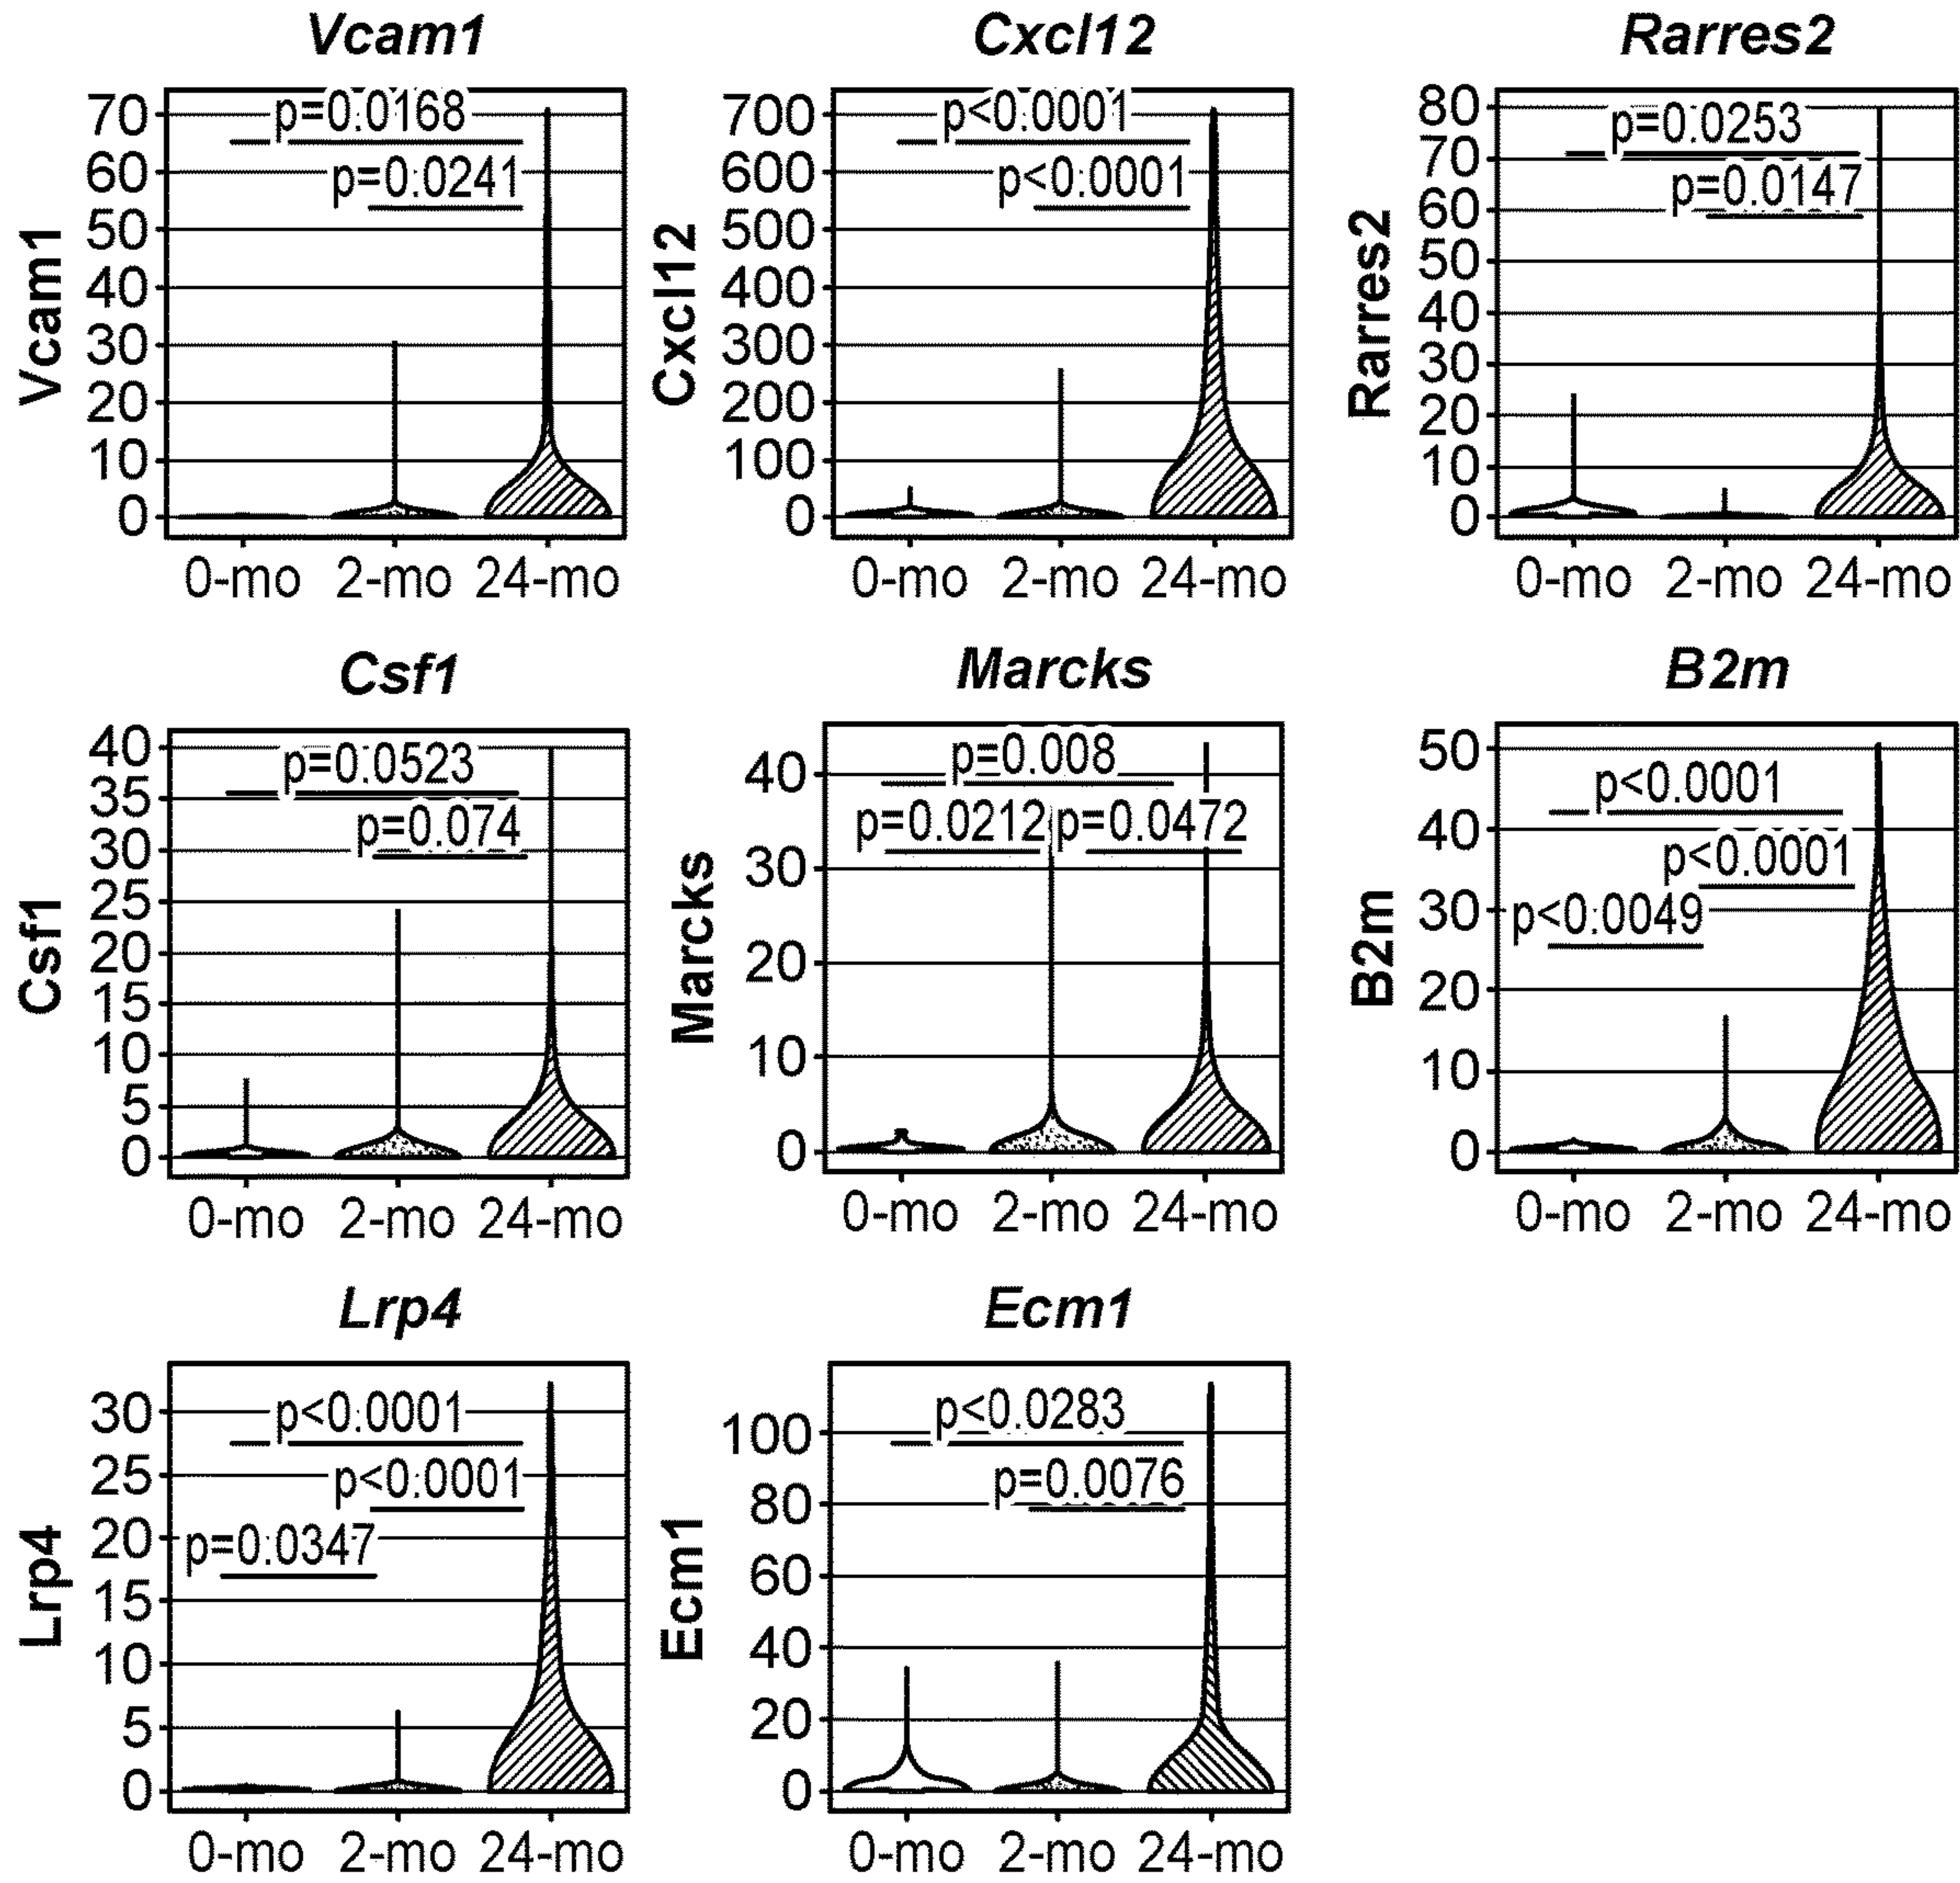 Vcam1
Vcam1
70
60
50
40
30
20
10
0
p=0.0168
p=0.0241
0-mo 2-mo 24-mo
Cxcl12
Cxcl12
700
600
500
400
300
200
100
0
p<0.0001
p<0.0001
0-mo 2-mo 24-mo
Rarres2
Rarres2
80
70
60
50
40
30
20
10
0
p=0.0253
p=0.0147
0-mo 2-mo 24-mo
Csf1
Csf1
40
35
30
25
20
15
10
5
0
p=0.0523
p=0.074
0-mo 2-mo 24-mo
Marcks
Marcks
40
30
20
10
0
p=0.008
p=0.0212 p=0.0472
0-mo 2-mo 24-mo
B2m
B2m
50
40
30
20
10
0
p<0.0001
p<0.0001
p<0.0049
0-mo 2-mo 24-mo
Lrp4
Lrp4
30
25
20
15
10
5
0
p<0.0001
p<0.0001
p=0.0347
0-mo 2-mo 24-mo
Ecm1
Ecm1
100
80
60
40
20
0
p<0.0283
p=0.0076
0-mo 2-mo 24-mo